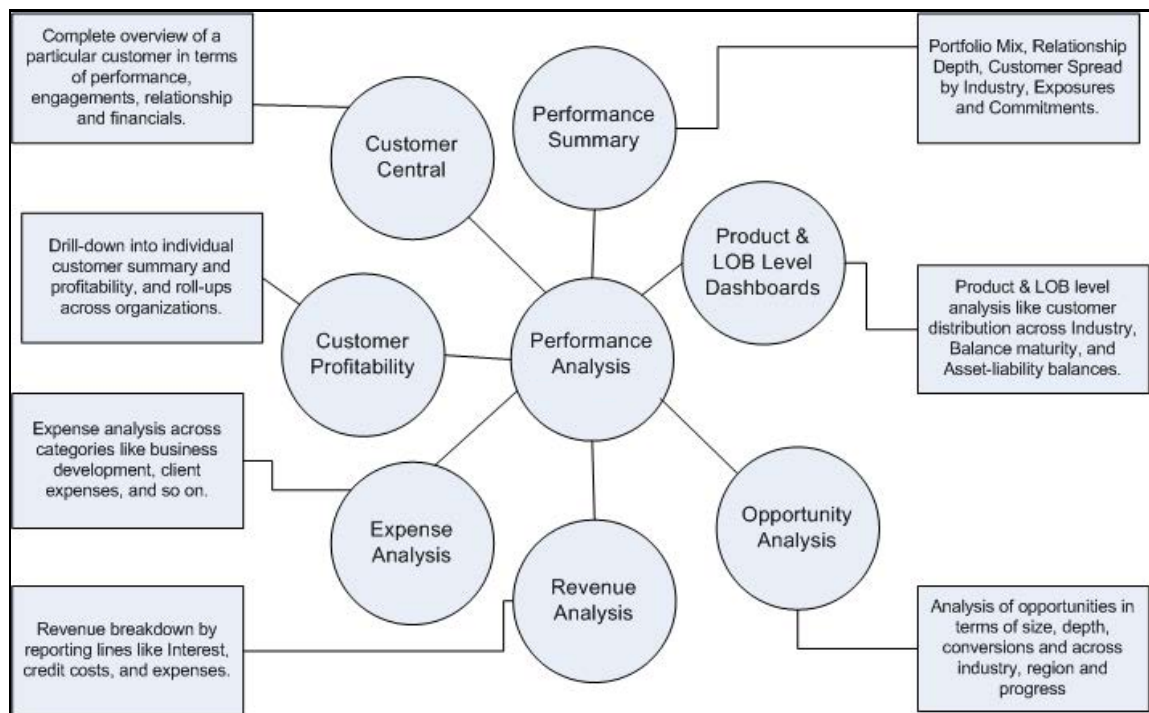 Complete overview of a
particular customer in terms
of performance,
engagements, relationship
and financials.
Customer
Central
Performance
Summary
Portfolio Mix, Relationship
Depth, Customer Spread
by Industry, Exposures
and Commitments.
Drill-down into individual
customer summary and
profitability, and roll-ups
across organizations.
Customer
Profitability
Performance
Analysis
Product &
LOB Level
Dashboards
Product & LOB level
analysis like customer
distribution across Industry,
Balance maturity, and
Asset-liability balances.
Expense analysis across
categories like business
development, client
expenses, and so on.
Expense
Analysis
Opportunity
Analysis
Revenue breakdown by
reporting lines like Interest,
credit costs, and expenses.
Revenue
Analysis
Analysis of opportunities in
terms of size, depth,
conversions and across
industry, region and
progress